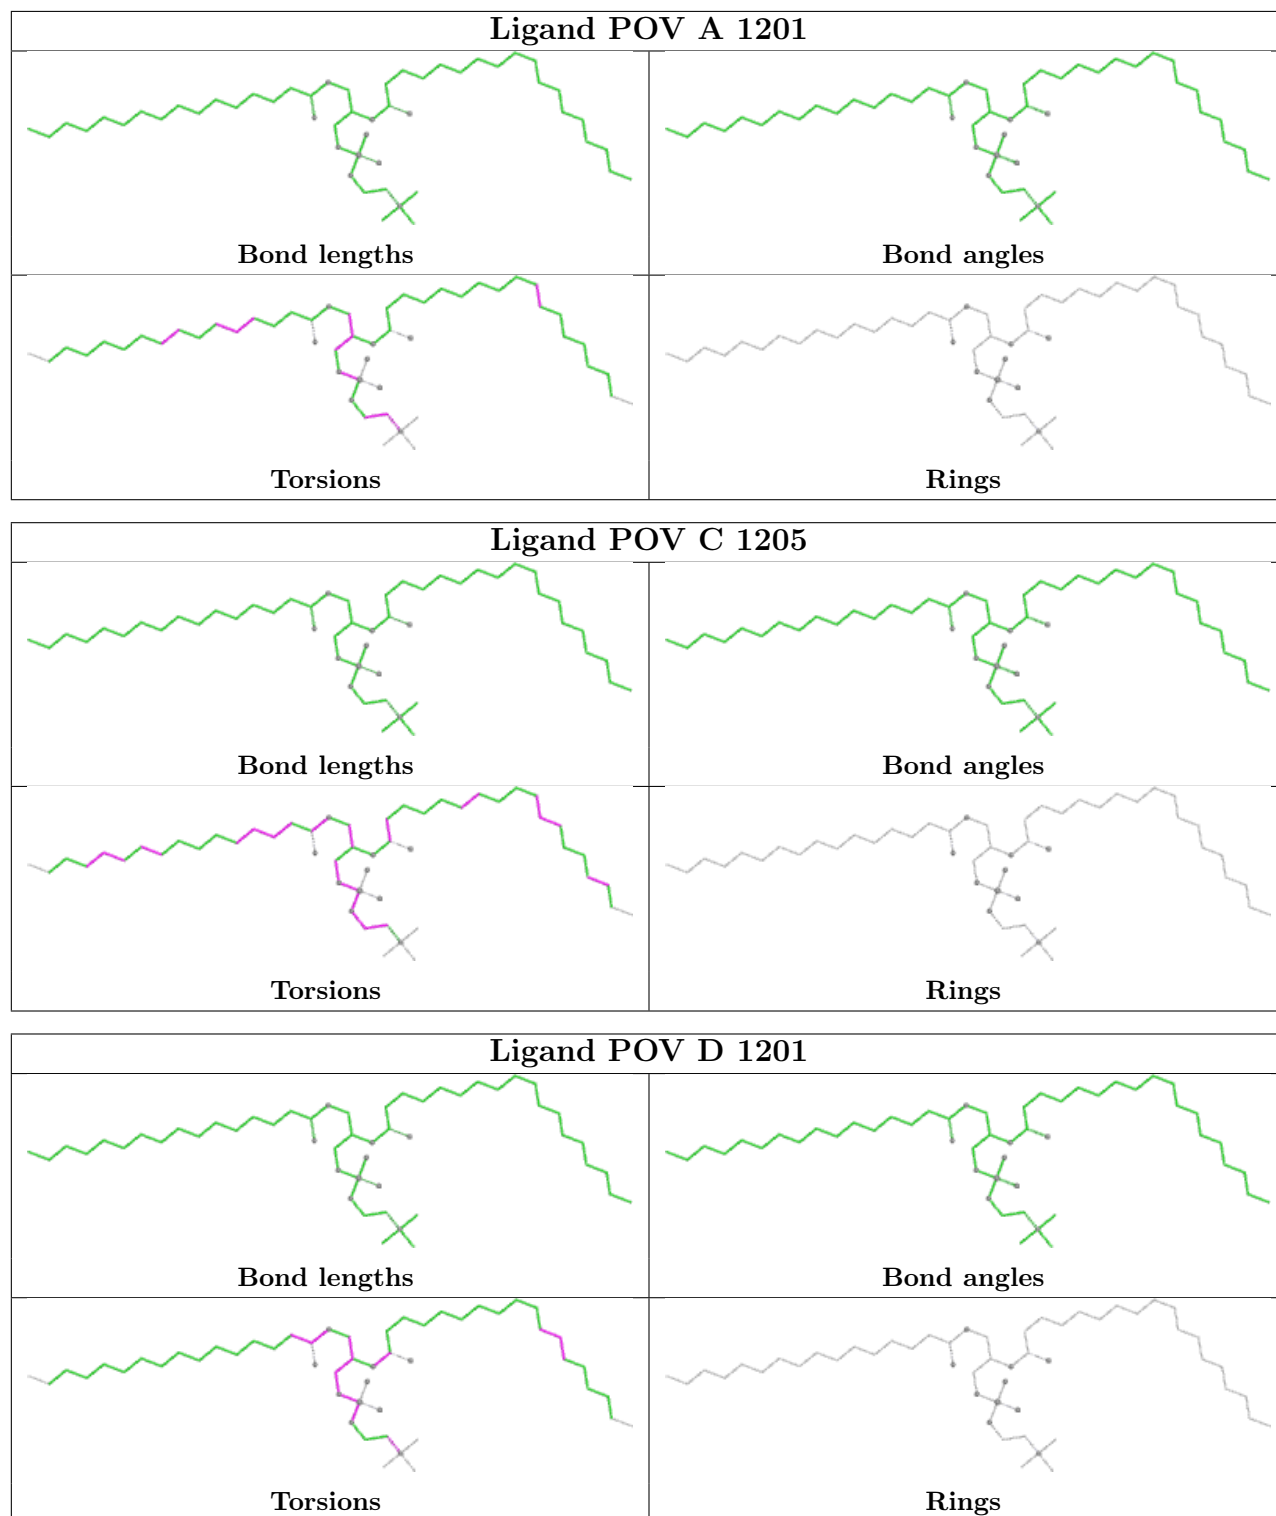 Ligand POV A 1201
Bond lengths
Bond angles
Torsions
Rings
Ligand POV C 1205
Bond lengths
Bond angles
Torsions
Rings
Ligand POV D 1201
Bond lengths
Bond angles
Torsions
Rings